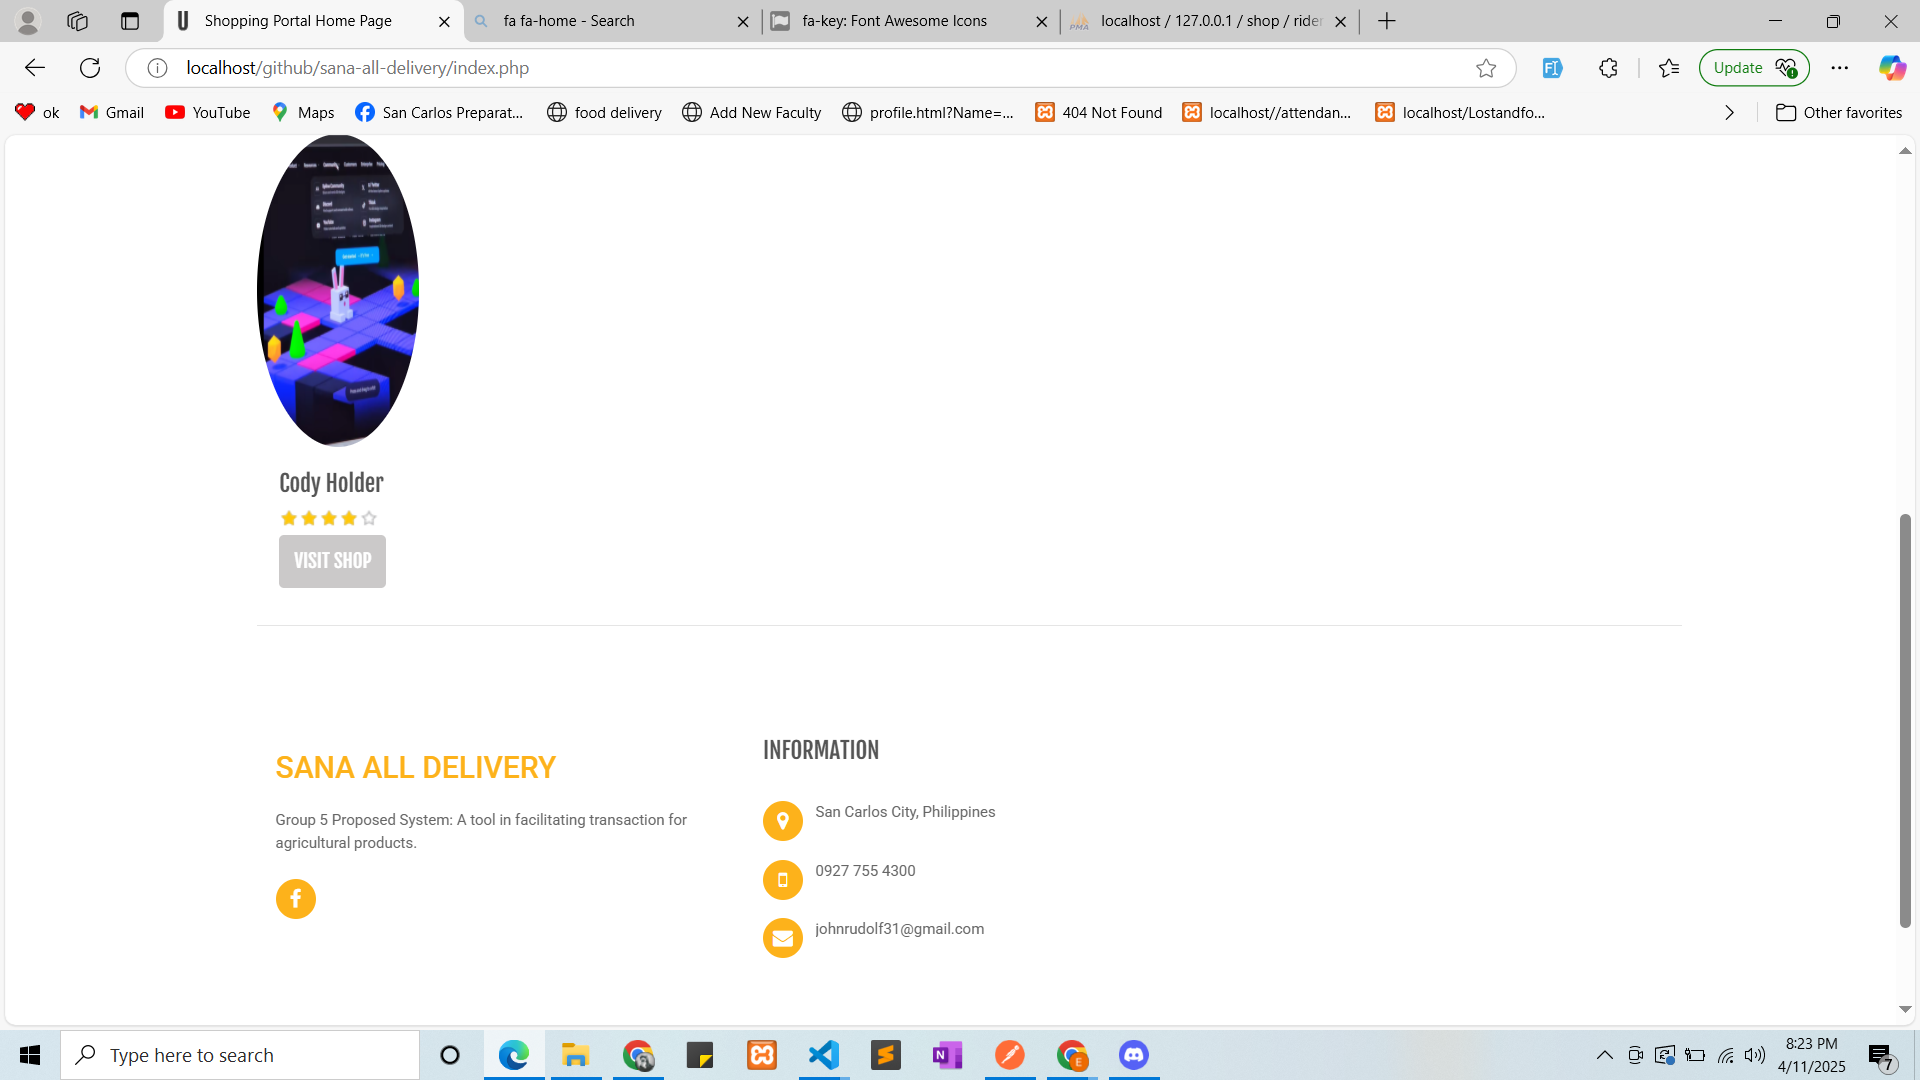 Shopping Portal Home Page
fa fa-home - Search
fa-key: Font Awesome Icons
localhost / 127.0.0.1 / shop / rider
localhost/github/sana-all-delivery/index.php
Update
ok
Gmail
YouTube
Maps
San Carlos Preparat...
food delivery
Add New Faculty
profile.html?Name=...
404 Not Found
localhost//attendan...
localhost/Lostandfo...
Other favorites
Cody Holder
VISIT SHOP
SANA ALL DELIVERY
Group 5 Proposed System: A tool in facilitating transaction for
agricultural products.
INFORMATION
San Carlos City, Philippines
0927 755 4300
johnrudolf31@gmail.com
Type here to search
8:23 PM
4/11/2025
7